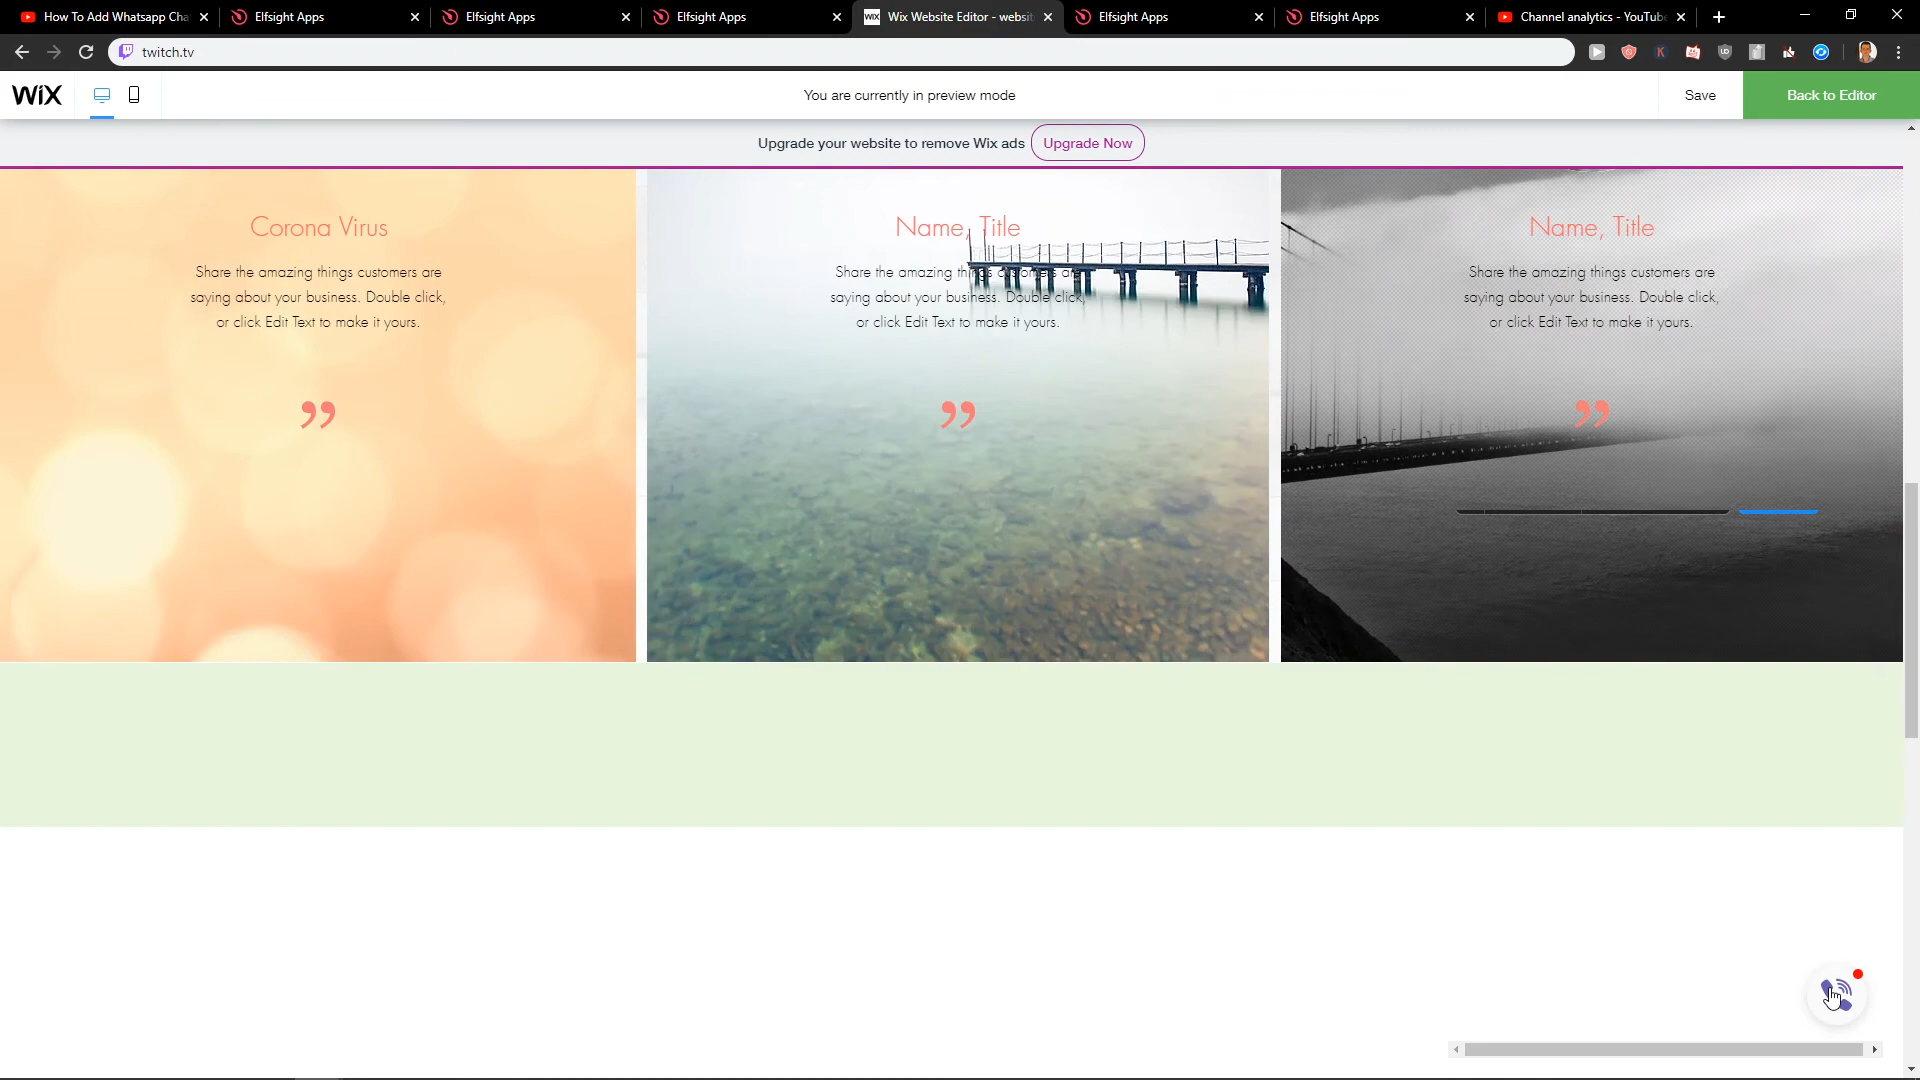 How To Add Whatsapp Cha
Elfsight Apps
Elfsight Apps
Elfsight Apps
WIX Wix Website Editor - websit
Elfsight Apps
Elfsight Apps
Channel analytics - YouTube
twitch.tv
WiX
You are currently in preview mode
Save
Back to Editor
Upgrade your website to remove Wix ads
Upgrade Now
Corona Virus
Share the amazing things customers are
saying about your business. Double click,
or click Edit Text to make it yours.
”
Name, Title
Share the amazing things customers are
saying about your business. Double click,
or click Edit Text to make it yours.
”
Name, Title
Share the amazing things customers are
saying about your business. Double click,
or click Edit Text to make it yours.
”